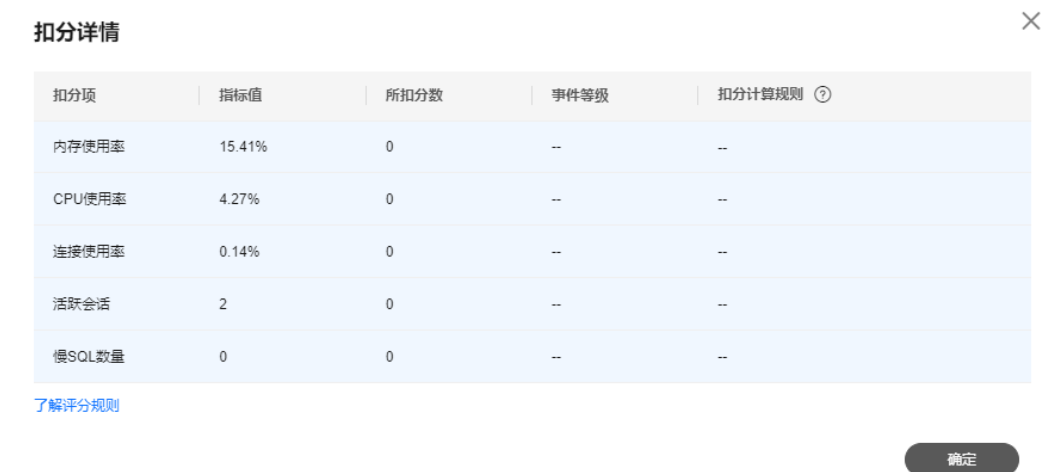 扣分详情
扣分项 指标值 所扣分数 事件等级 扣分计算规则 ?
内存使用率 15.41% 0 -- --
CPU使用率 4.27% 0 -- --
连接使用率 0.14% 0 -- --
活跃会话 2 0 -- --
慢SQL数量 0 0 -- --
了解评分规则
确定